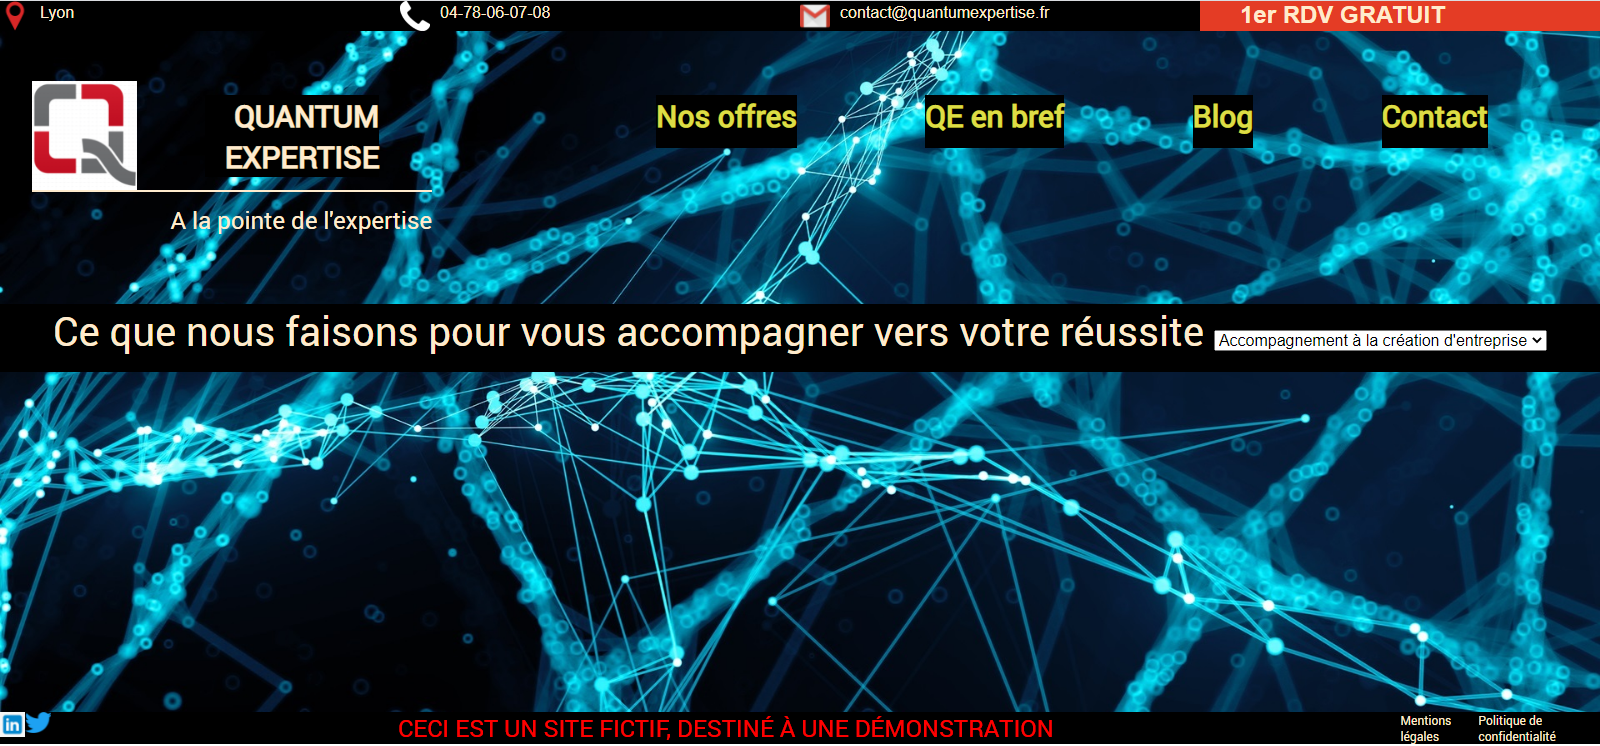 Lyon
04-78-06-07-08
contact@quantumexpertise.fr
1er RDV GRATUIT
QUANTUM
EXPERTISE
Nos offres
QE en bref
Blog
Contact
A la pointe de l'expertise
Ce que nous faisons pour vous accompagner vers votre réussite
Accompagnement à la création d'entreprise
in
CECI EST UN SITE FICTIF, DESTINÉ À UNE DÉMONSTRATION
Mentions
légales
Politique de
confidentialité